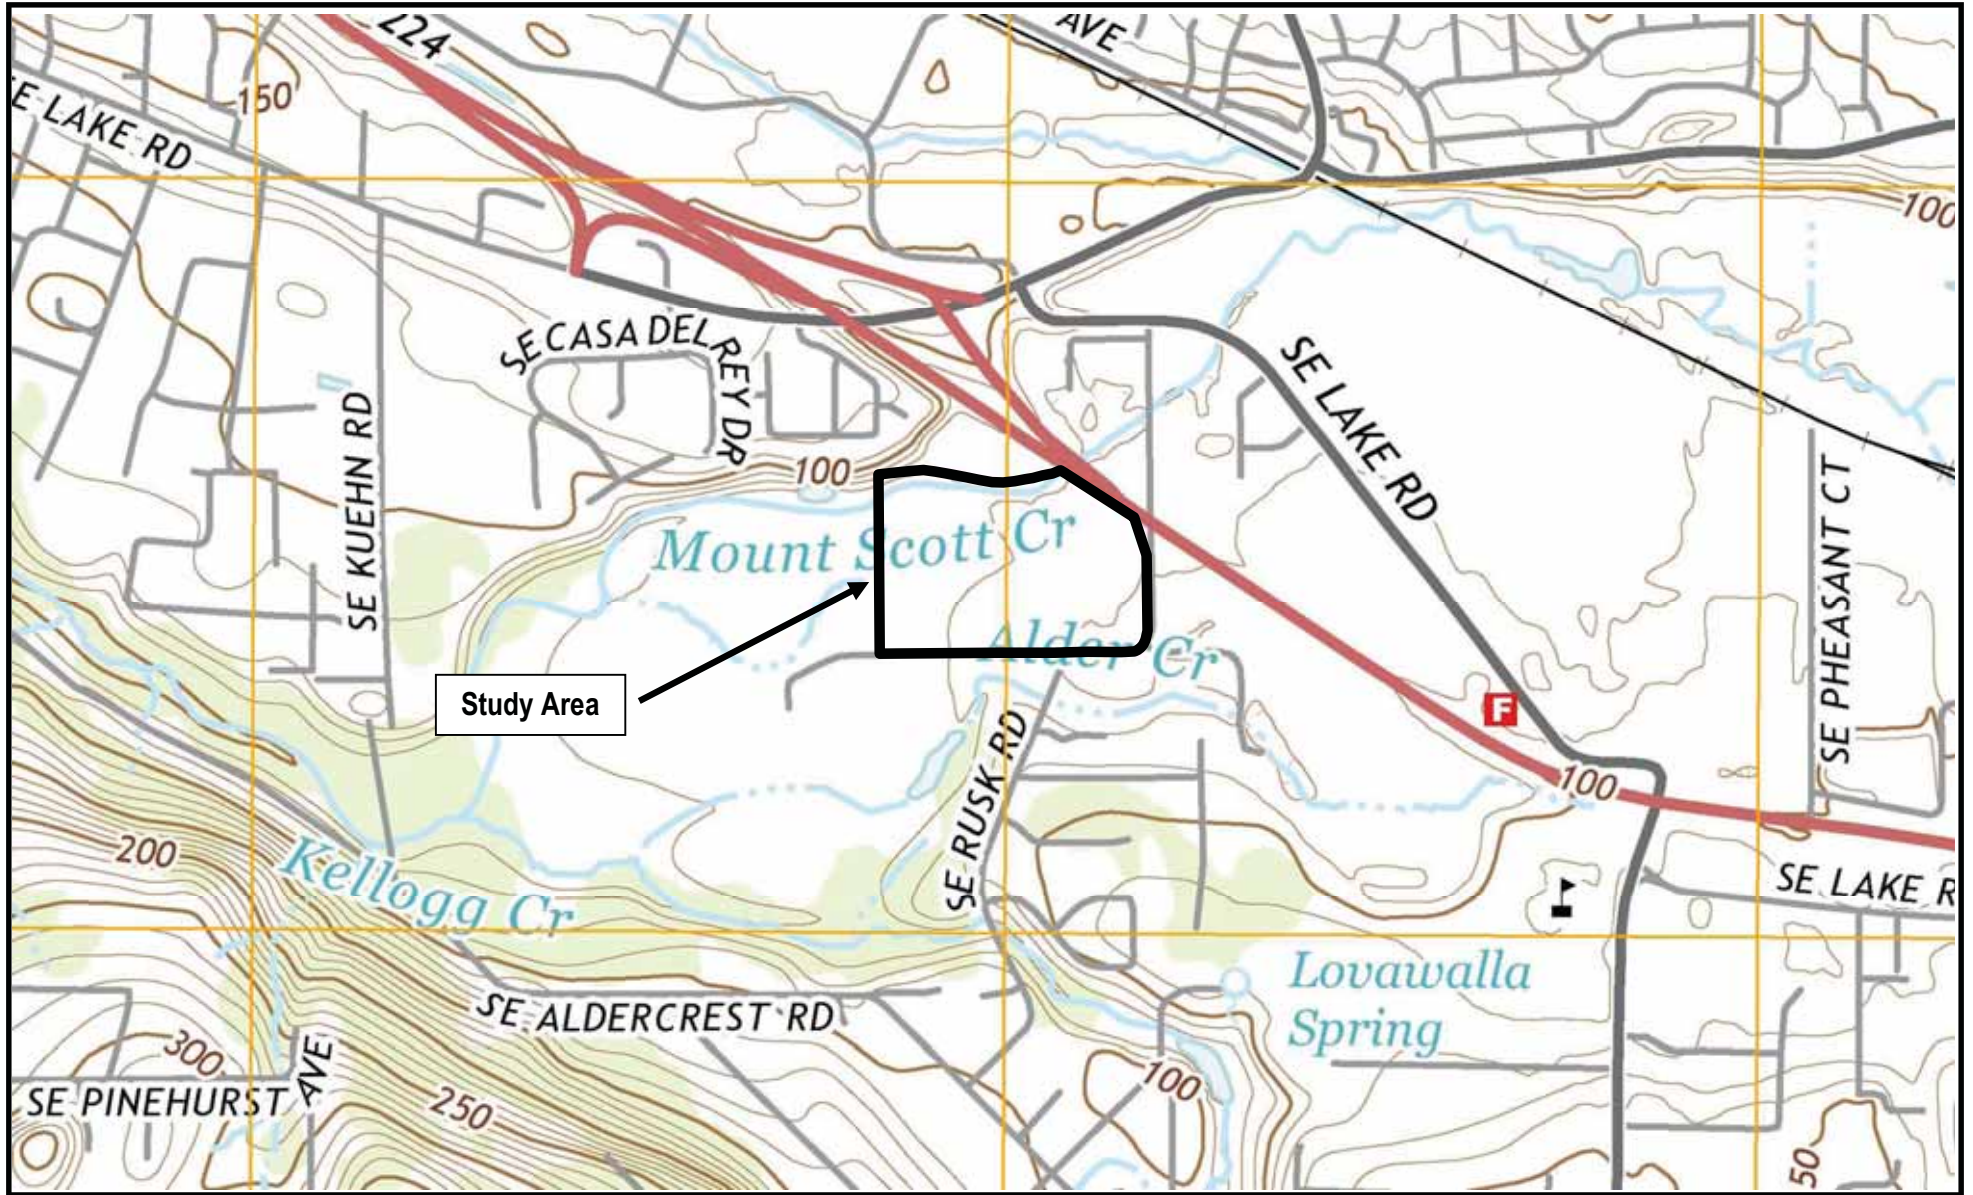 224
AVE
150
E LAKE RD
100
SE CASA DEL REY DR
SE LAKE RD
SE KUEHN RD
100
SE PHEASANT CT
Mount Scott Cr
Alder Cr
Study Area
F
SE RUSK RD
100
200
Kellogg Cr
SE LAKE R
Lovawalla
Spring
SE ALDERCREST RD
300
AVE
SE PINEHURST
250
100
50